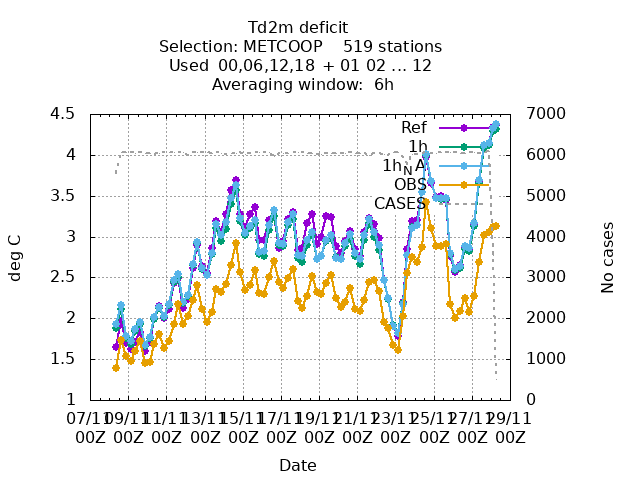 Td2m deficit
Selection: METCOOP 519 stations
Used 00,06,12,18 + 01 02 ... 12
Averaging window: 6h
4.5 7000
4 6000
3.5 5000
3 4000
2.5 3000
2 2000
1.5 1000
1 0
Ref
1h
1h_N A
OBS
CASES
deg C
No cases
07/11 09/11 11/11 13/11 15/11 17/11 19/11 21/11 23/11 25/11 27/11 29/11
00Z 00Z 00Z 00Z 00Z 00Z 00Z 00Z 00Z 00Z 00Z 00Z
Date